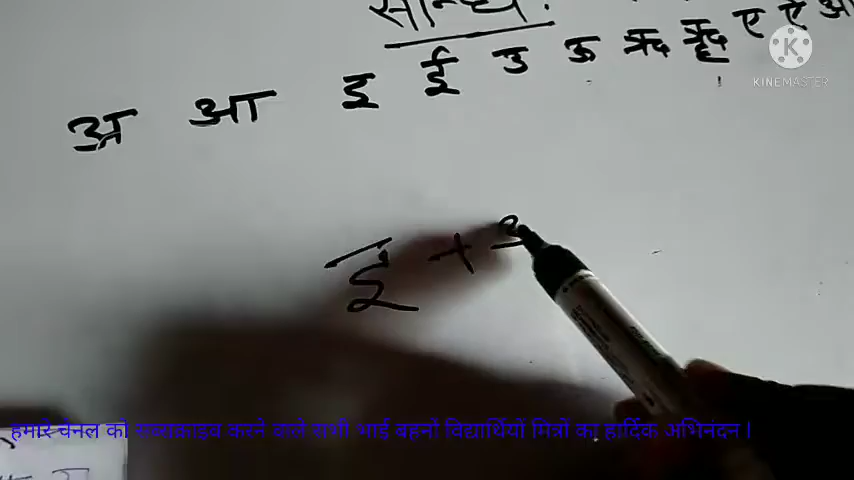 सन्धि:
अ आ इ ई उ ऊ ऋ ॠ ए ऐ ओ
KINEMASTER
इ +
हमारे चैनल को सब्सक्राइब करने वाले सभी भाई बहनों विद्यार्थियों मित्रों का हार्दिक अभिनंदन ।